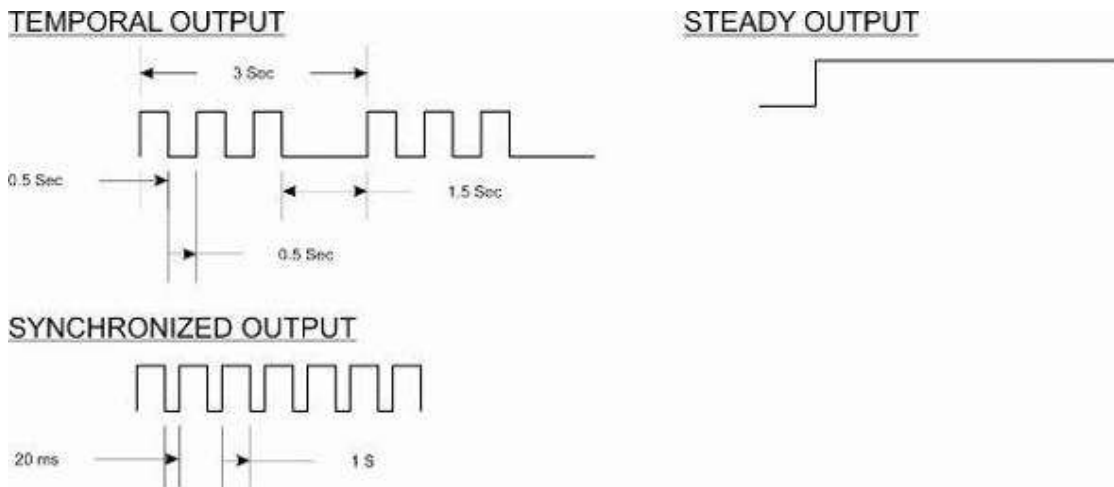 TEMPORAL OUTPUT
STEADY OUTPUT
3 Sec
0.5 Sec
1.5 Sec
0.5 Sec
SYNCHRONIZED OUTPUT
20 ms
1 S